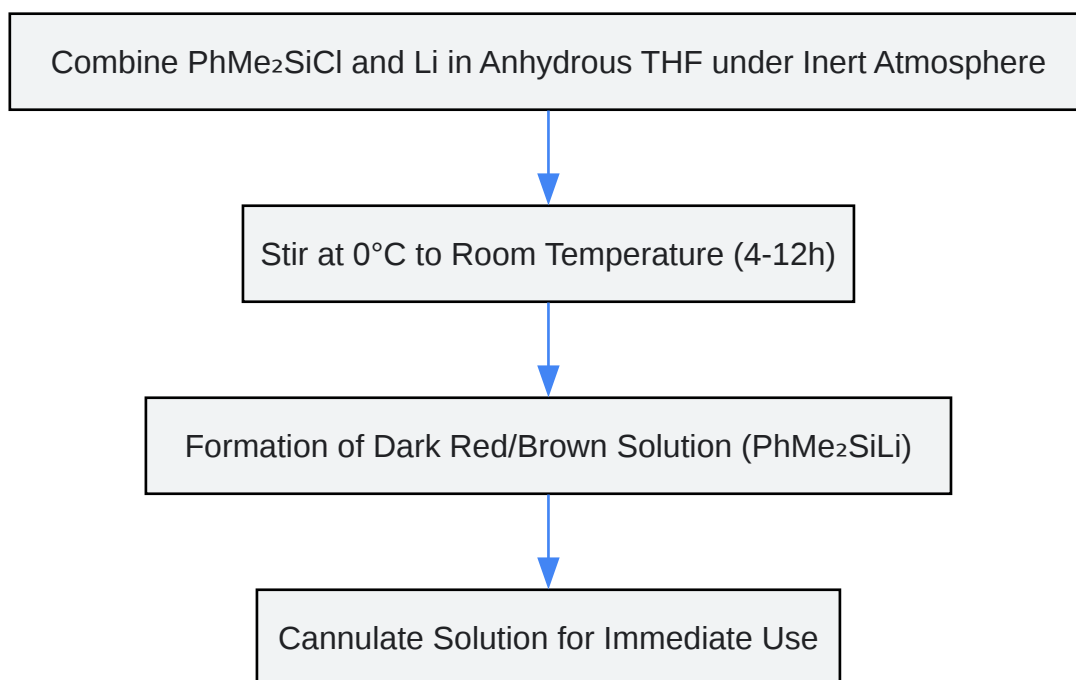 Combine PhMe₂SiCl and Li in Anhydrous THF under Inert Atmosphere
Stir at 0°C to Room Temperature (4-12h)
Formation of Dark Red/Brown Solution (PhMe₂SiLi)
Cannulate Solution for Immediate Use